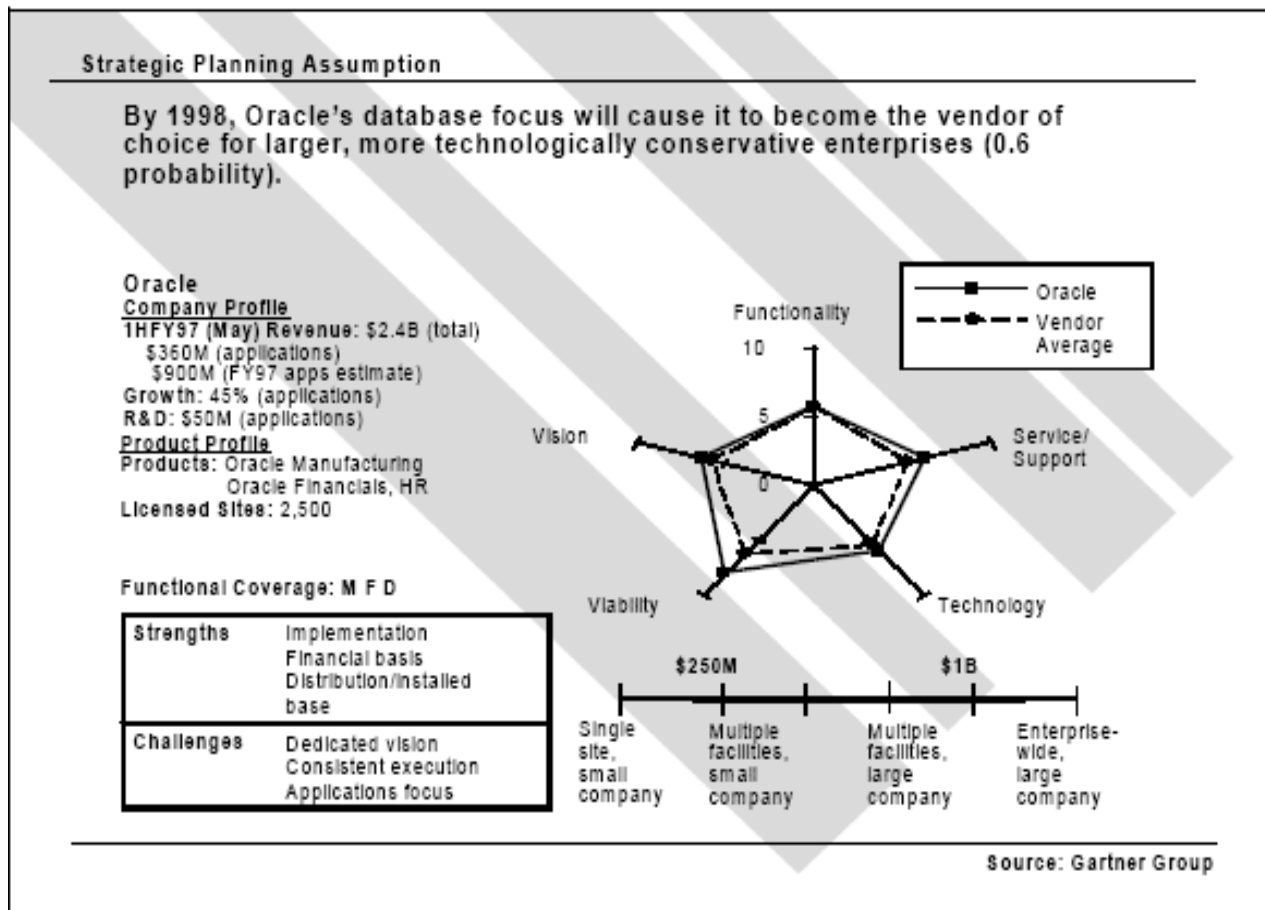 Strategic Planning Assumption
By 1998, Oracle's database focus will cause it to become the vendor of
choice for larger, more technologically conservative enterprises (0.6
probability).
Oracle
Company Profile
1HFY97 (May) Revenue: $2.4B (total)
$360M (applications)
$900M (FY97 apps estimate)
Growth: 45% (applications)
R&D: $50M (applications)
Product Profile
Products: Oracle Manufacturing
Oracle Financials, HR
Licensed Sites: 2,500
Functional Coverage: M F D
Strengths
Implementation
Financial basis
Distribution/Installed
base
Challenges
Dedicated vision
Consistent execution
Applications focus
Oracle
Vendor
Average
Functionality
10
5
0
Vision
Service/
Support
Viability
Technology
$250M
$1B
Single
site,
small
company
Multiple
facilities,
small
company
Multiple
facilities,
large
company
Enterprise-
wide,
large
company
Source: Gartner Group